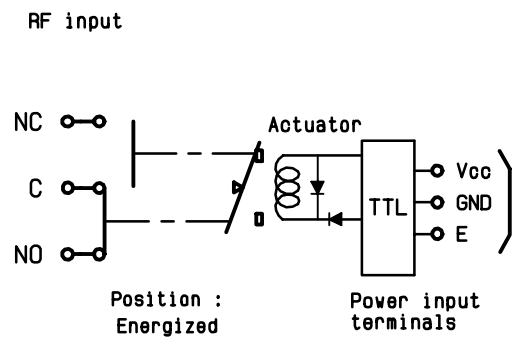 RF input
NC
Actuator
C
TTL
Vcc
GND
E
NO
Position :
Energized
Power input
terminals